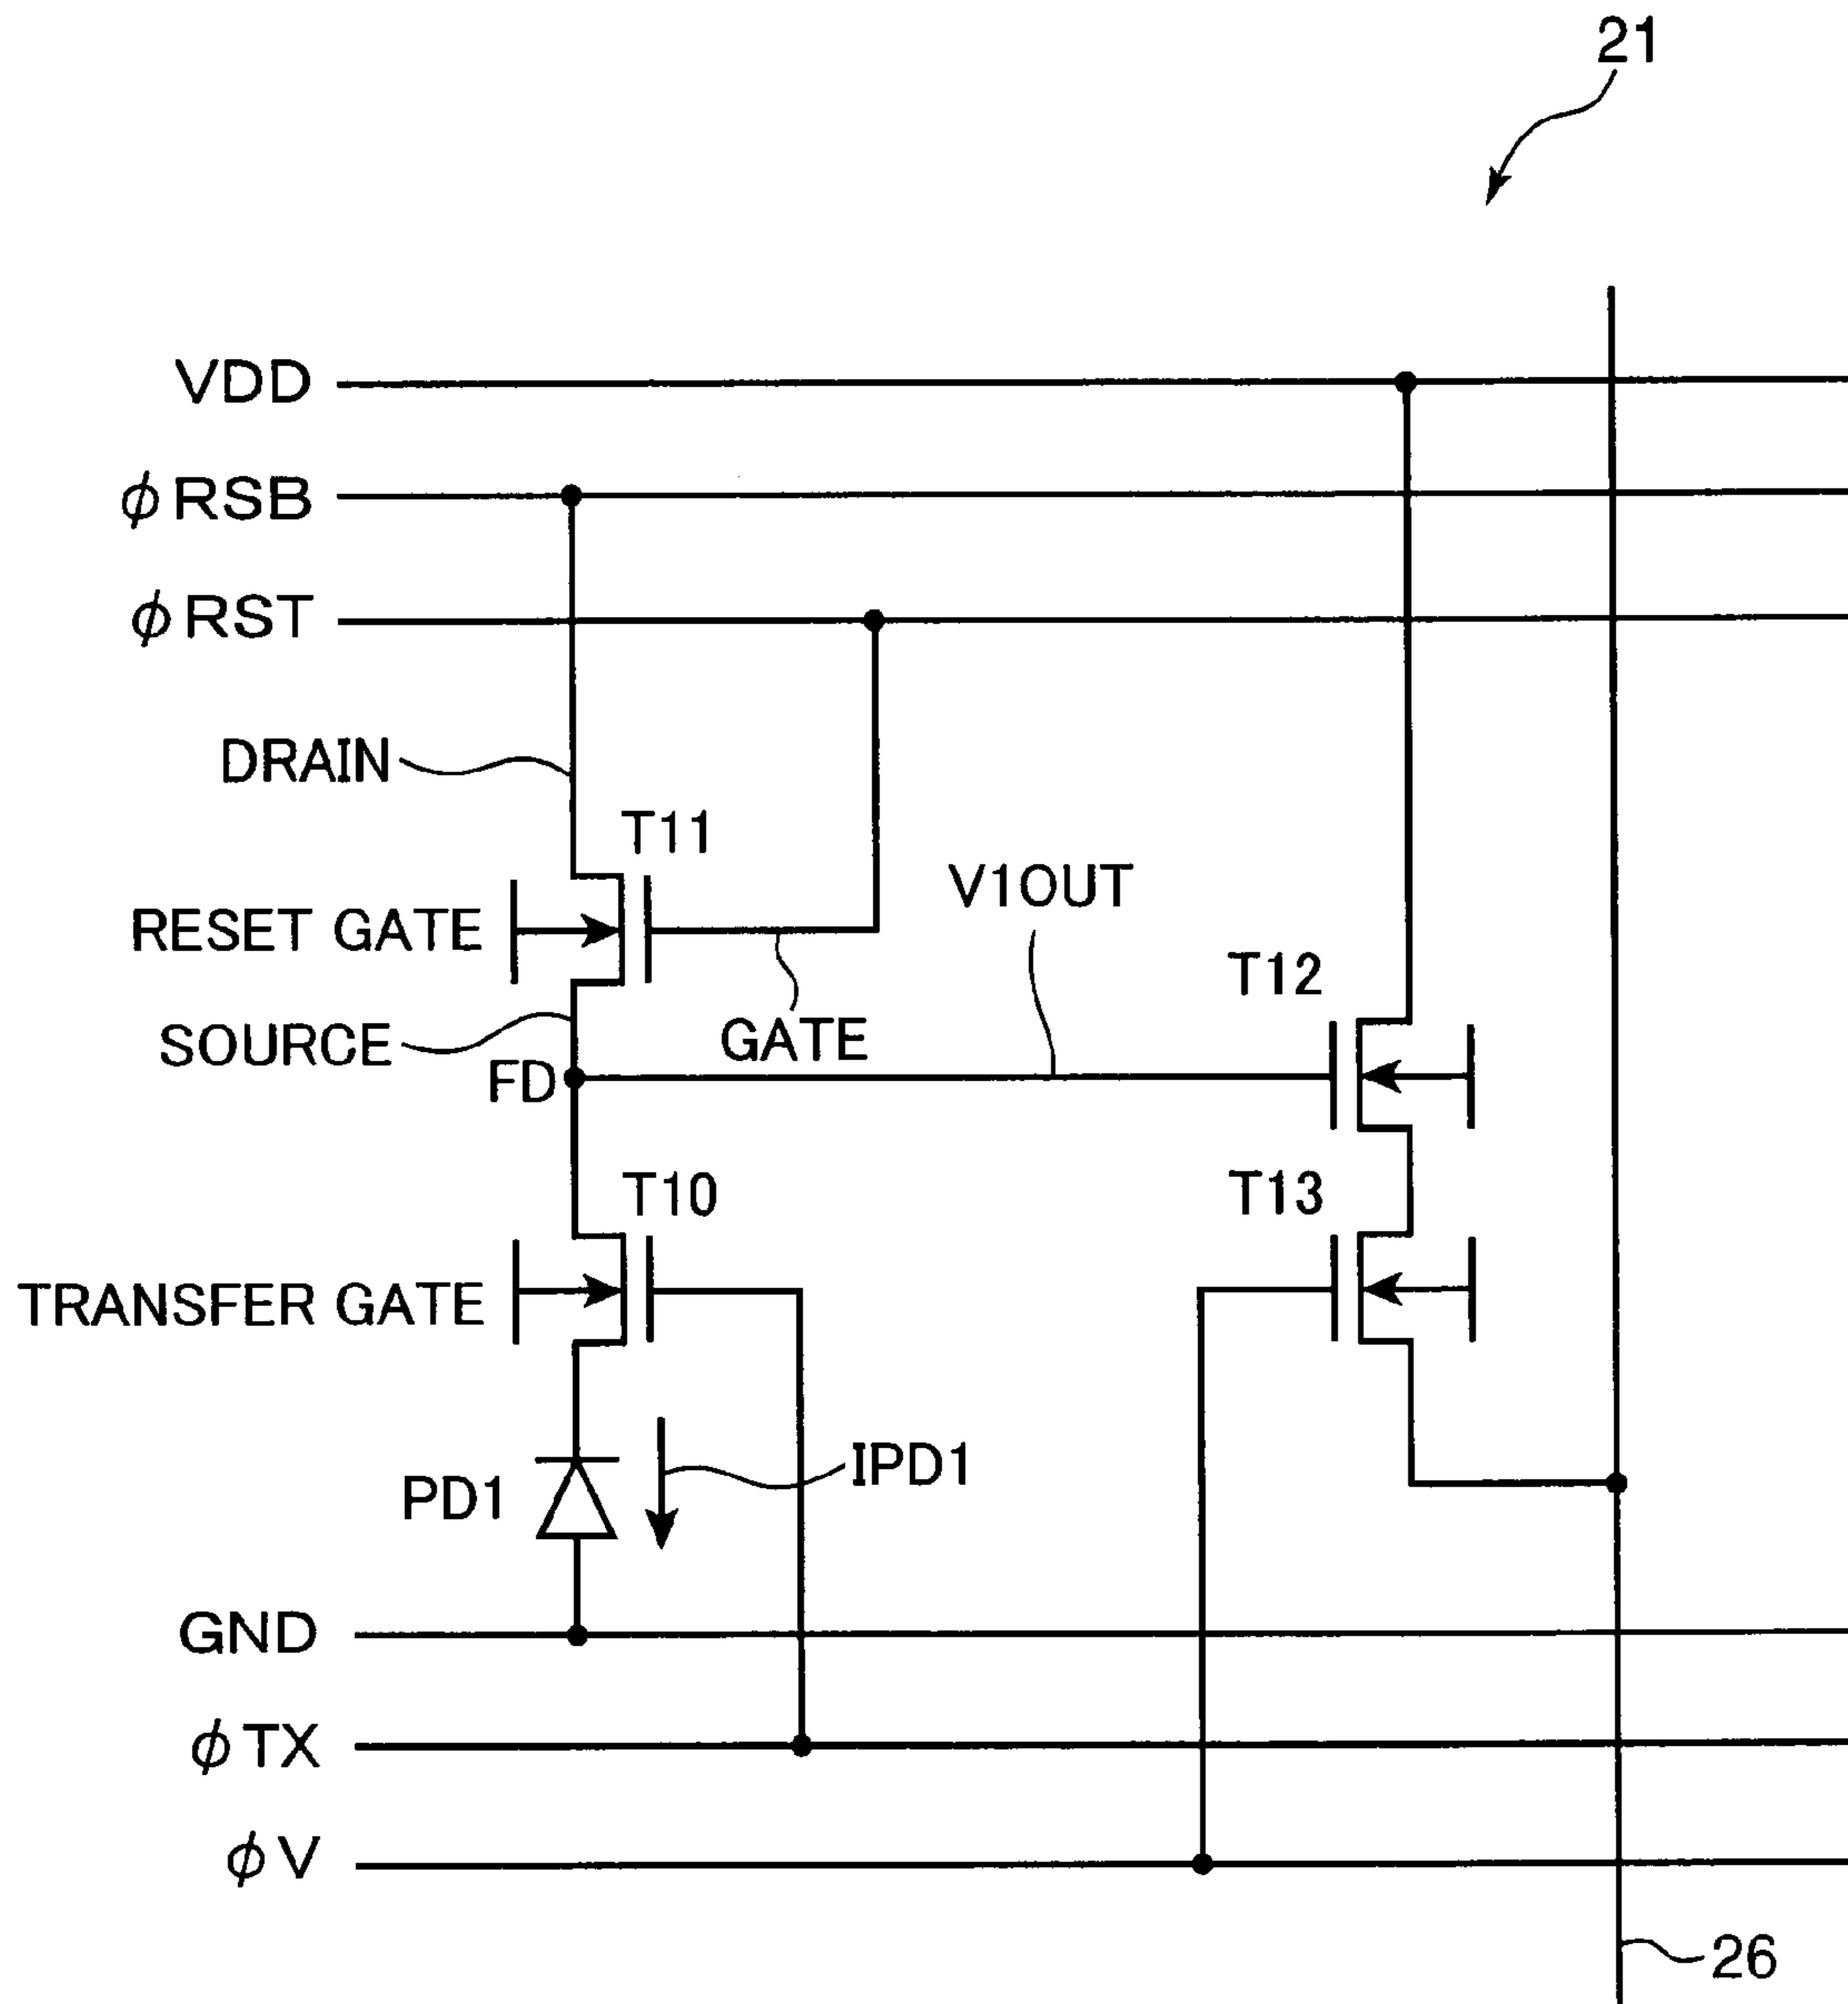 21
VDD
φRSB
φRST
DRAIN
T11
V1OUT
RESET GATE
T12
SOURCE
GATE
FD
T10
T13
TRANSFER GATE
IPD1
PD1
GND
φTX
φV
26